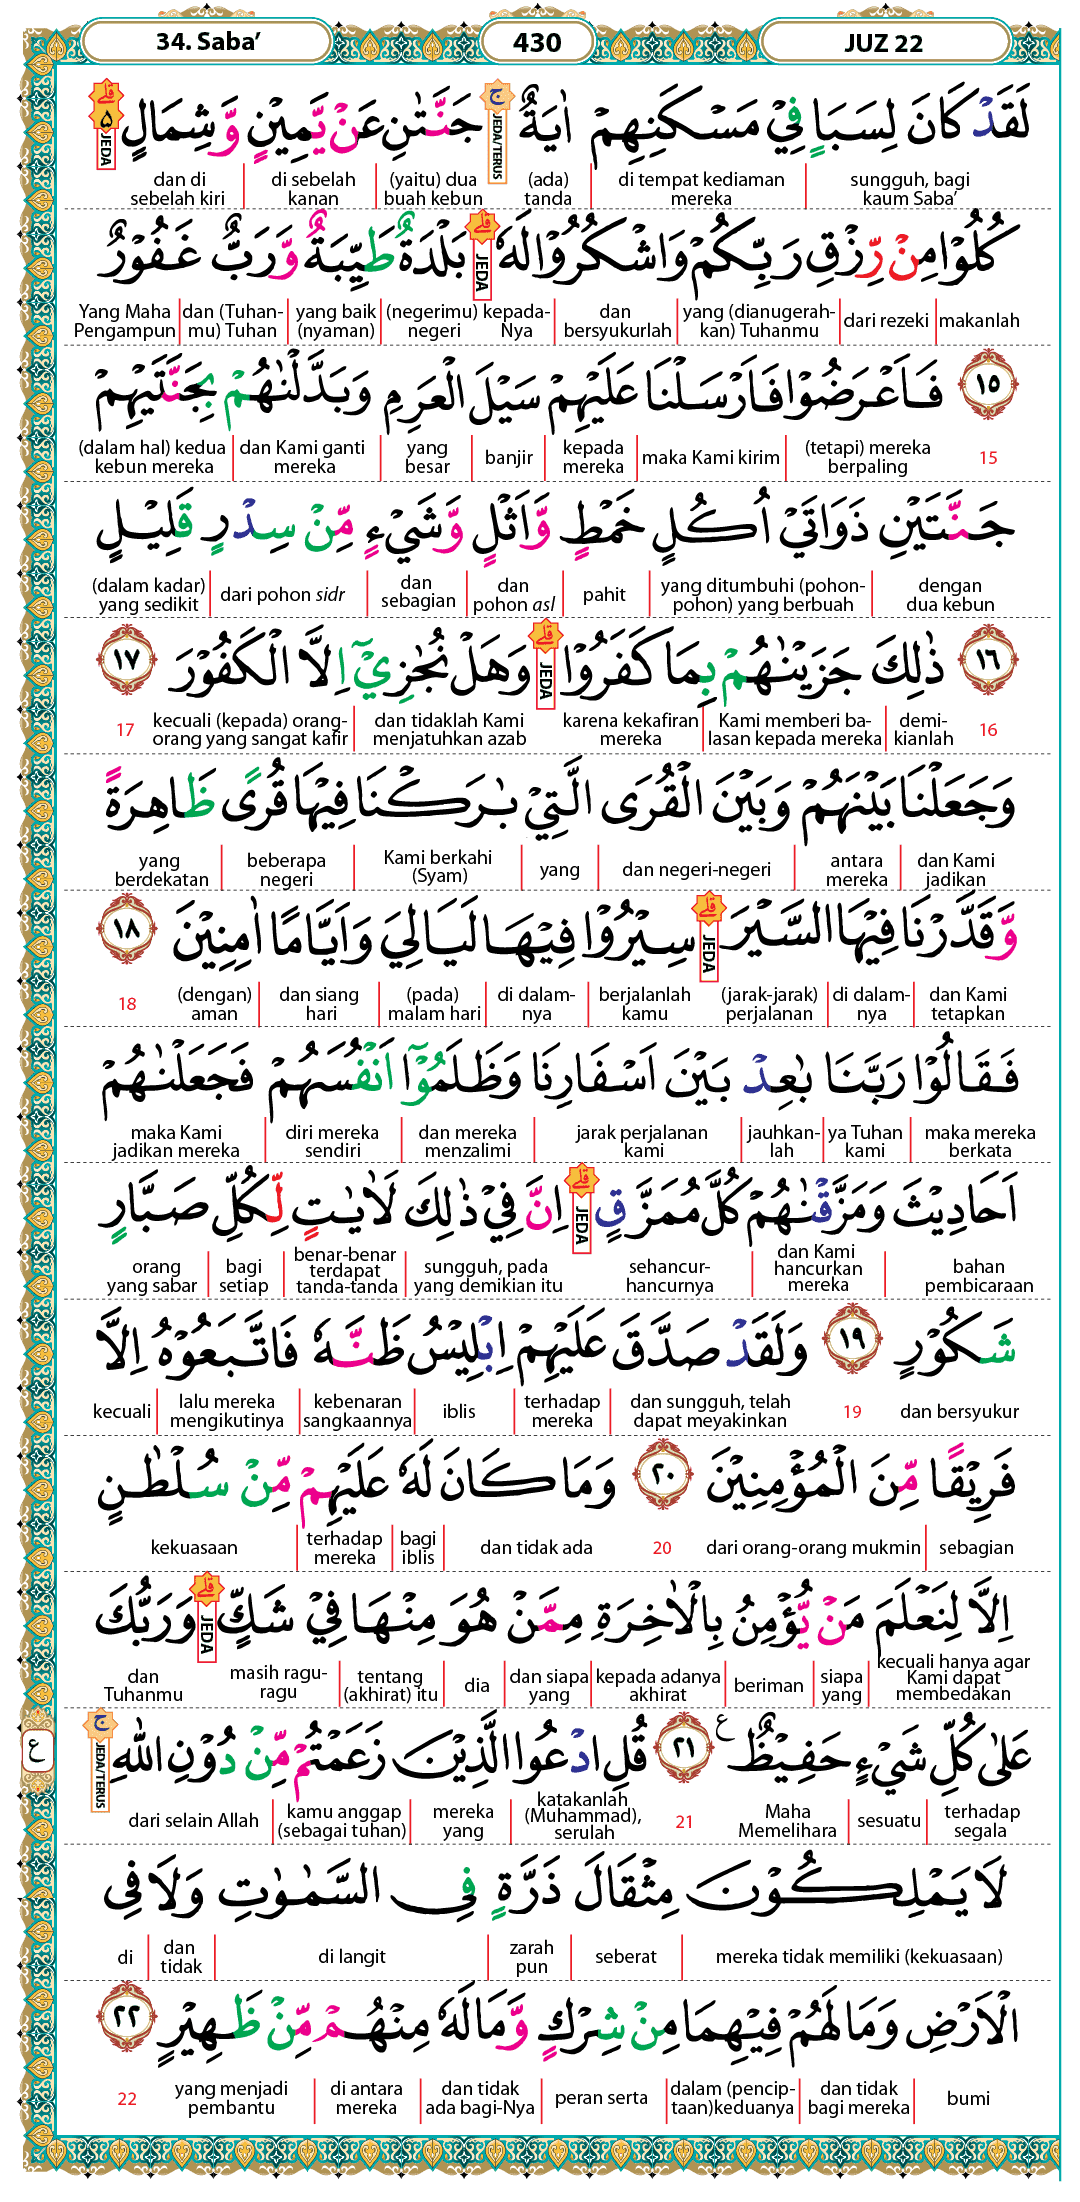 34. Saba’ 430 JUZ 22
لَقَدْ كَانَ لِسَبَاٍ فِيْ مَسْكَنِهِمْ اٰيَةٌ ۚ جَنَّتٰنِ عَنْ يَّمِيْنٍ وَّشِمَالٍ ۗ ە
JEDA/TERUS JEDA
sungguh, bagi kaum Saba’ di tempat kediaman mereka (ada) tanda (yaitu) dua buah kebun di sebelah kanan dan di sebelah kiri
كُلُوْا مِنْ رِّزْقِ رَبِّكُمْ وَاشْكُرُوْا لَهٗ ۗ بَلْدَةٌ طَيِّبَةٌ وَّرَبٌّ غَفُوْرٌ
JEDA
makanlah dari rezeki yang (dianugerah-kan) Tuhanmu dan bersyukurlah kepada-Nya (negerimu) negeri yang baik (nyaman) dan (Tuhan-mu) Tuhan Yang Maha Pengampun
١٥ فَاَعْرَضُوْا فَاَرْسَلْنَا عَلَيْهِمْ سَيْلَ الْعَرِمِ وَبَدَّلْنٰهُمْ بِجَنَّتَيْهِمْ
15 (tetapi) mereka berpaling maka Kami kirim kepada mereka banjir yang besar dan Kami ganti mereka (dalam hal) kedua kebun mereka
جَنَّتَيْنِ ذَوَاتَيْ اُكُلٍ خَمْطٍ وَّاَثْلٍ وَّشَيْءٍ مِّنْ سِدْرٍ قَلِيْلٍ
dengan dua kebun yang ditumbuhi (pohon-pohon) yang berbuah pahit dan pohon asl dan sebagian dari pohon sidr (dalam kadar) yang sedikit
١٦ ذٰلِكَ جَزَيْنٰهُمْ بِمَا كَفَرُوْا ۗ وَهَلْ نُجٰزِيْٓ اِلَّا الْكَفُوْرَ ١٧
JEDA
16 demi-kianlah Kami memberi ba-lasan kepada mereka karena kekafiran mereka dan tidaklah Kami menjatuhkan azab kecuali (kepada) orang-orang yang sangat kafir 17
وَجَعَلْنَا بَيْنَهُمْ وَبَيْنَ الْقُرَى الَّتِيْ بٰرَكْنَا فِيْهَا قُرًى ظَاهِرَةً
dan Kami jadikan antara mereka dan negeri-negeri yang Kami berkahi (Syam) beberapa negeri yang berdekatan
وَّقَدَّرْنَا فِيْهَا السَّيْرَ ۗ سِيْرُوْا فِيْهَا لَيَالِيَ وَاَيَّامًا اٰمِنِيْنَ ١٨
JEDA
dan Kami tetapkan di dalam-nya (jarak-jarak) perjalanan berjalanlah kamu di dalam-nya (pada) malam hari dan siang hari (dengan) aman 18
فَقَالُوْا رَبَّنَا بٰعِدْ بَيْنَ اَسْفَارِنَا وَظَلَمُوْٓا اَنْفُسَهُمْ فَجَعَلْنٰهُمْ
maka mereka berkata ya Tuhan kami jauhkan-lah jarak perjalanan kami dan mereka menzalimi diri mereka sendiri maka Kami jadikan mereka
اَحَادِيْثَ وَمَزَّقْنٰهُمْ كُلَّ مُمَزَّقٍ ۗ اِنَّ فِيْ ذٰلِكَ لَاٰيٰتٍ لِّكُلِّ صَبَّارٍ
JEDA
bahan pembicaraan dan Kami hancurkan mereka sehancur-hancurnya sungguh, pada yang demikian itu benar-benar terdapat tanda-tanda bagi setiap orang yang sabar
شَكُوْرٍ ١٩ وَلَقَدْ صَدَّقَ عَلَيْهِمْ اِبْلِيْسُ ظَنَّهٗ فَاتَّبَعُوْهُ اِلَّا
dan bersyukur 19 dan sungguh, telah dapat meyakinkan terhadap mereka iblis kebenaran sangkaannya lalu mereka mengikutinya kecuali
فَرِيْقًا مِّنَ الْمُؤْمِنِيْنَ ٢٠ وَمَا كَانَ لَهٗ عَلَيْهِمْ مِّنْ سُلْطٰنٍ
sebagian dari orang-orang mukmin 20 dan tidak ada bagi iblis terhadap mereka kekuasaan
اِلَّا لِنَعْلَمَ مَنْ يُّؤْمِنُ بِالْاٰخِرَةِ مِمَّنْ هُوَ مِنْهَا فِيْ شَكٍّ ۗ وَرَبُّكَ
JEDA
kecuali hanya agar Kami dapat membedakan siapa yang beriman kepada adanya akhirat dan siapa yang dia tentang (akhirat) itu masih ragu-ragu dan Tuhanmu
عَلٰى كُلِّ شَيْءٍ حَفِيْظٌ ࣖ ٢١ قُلِ ادْعُوا الَّذِيْنَ زَعَمْتُمْ مِّنْ دُوْنِ اللّٰهِ ۚ
ع
JEDA/TERUS
terhadap segala sesuatu Maha Memelihara 21 katakanlah (Muhammad), serulah mereka yang kamu anggap (sebagai tuhan) dari selain Allah
لَا يَمْلِكُوْنَ مِثْقَالَ ذَرَّةٍ فِى السَّمٰوٰتِ وَلَا فِى
mereka tidak memiliki (kekuasaan) seberat zarah pun di langit dan tidak di
الْاَرْضِ وَمَا لَهُمْ فِيْهِمَا مِنْ شِرْكٍ وَّمَا لَهٗ مِنْهُمْ مِّنْ ظَهِيْرٍ ٢٢
bumi dan tidak bagi mereka dalam (pencip-taan)keduanya peran serta dan tidak ada bagi-Nya di antara mereka yang menjadi pembantu 22